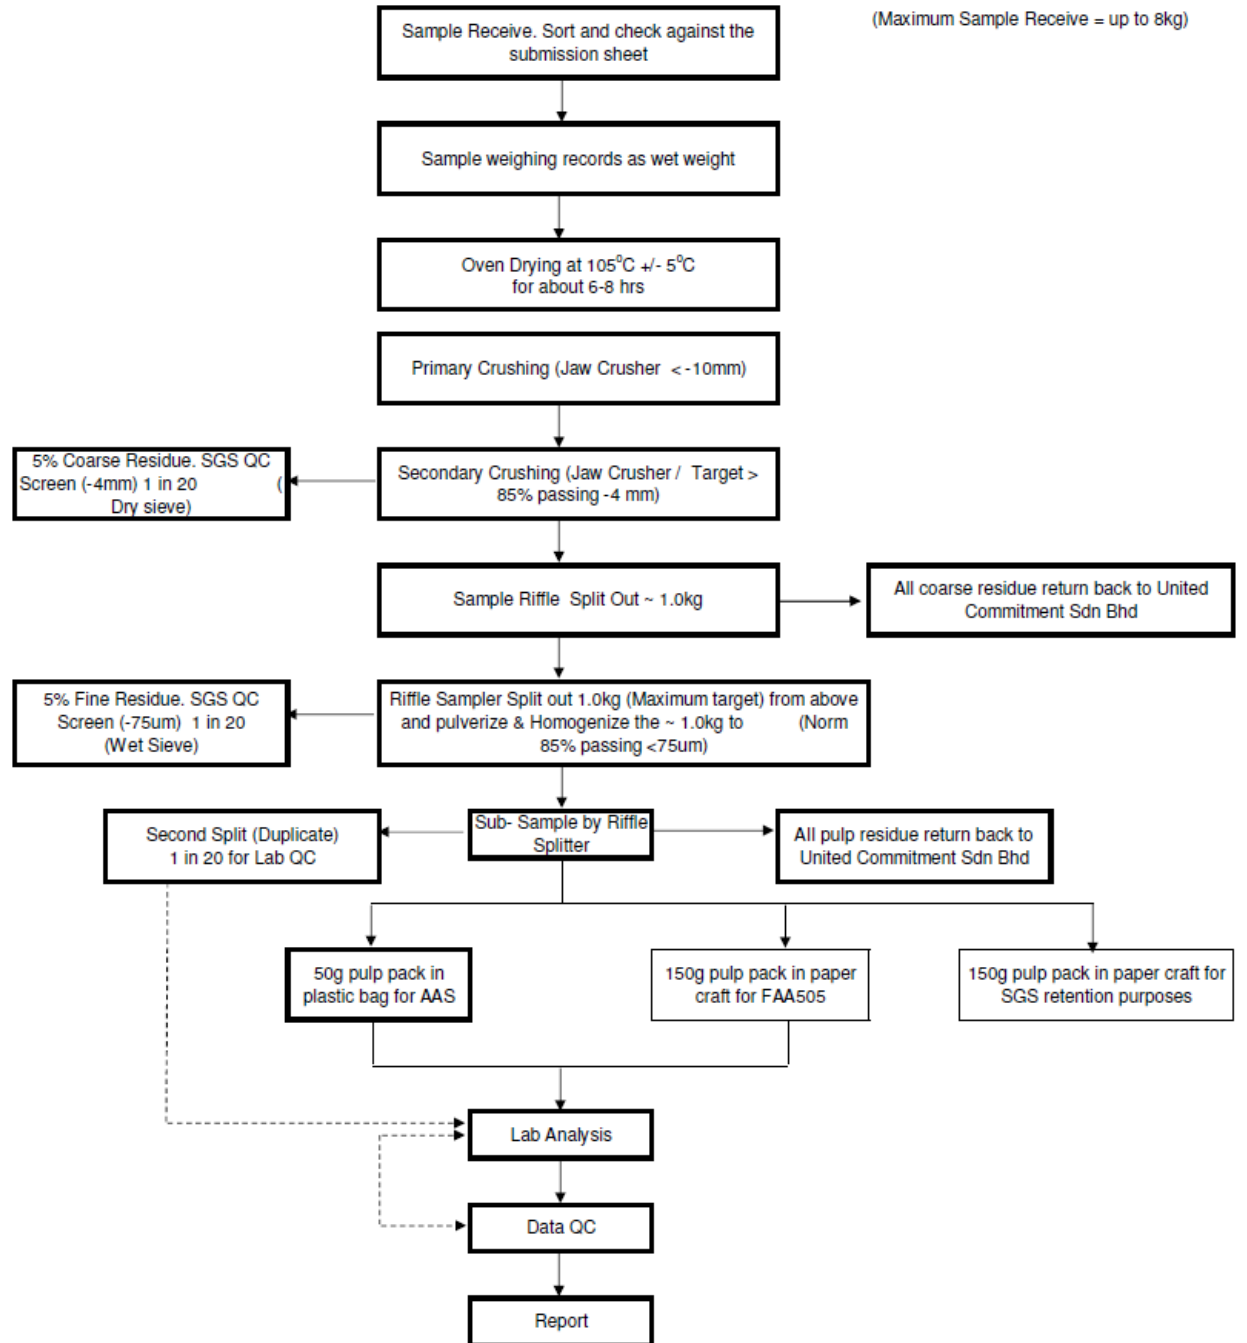 (Maximum Sample Receive = up to 8kg)
Sample Receive. Sort and check against the
submission sheet
Sample weighing records as wet weight
Oven Drying at 105⁰C +/- 5⁰C
for about 6-8 hrs
Primary Crushing (Jaw Crusher < -10mm)
5% Coarse Residue. SGS QC
Screen (-4mm) 1 in 20 (
Dry sieve)
Secondary Crushing (Jaw Crusher / Target >
85% passing -4 mm)
Sample Riffle Split Out ~ 1.0kg
All coarse residue return back to United
Commitment Sdn Bhd
5% Fine Residue. SGS QC
Screen (-75um) 1 in 20
(Wet Sieve)
Riffle Sampler Split out 1.0kg (Maximum target) from above
and pulverize & Homogenize the ~ 1.0kg to (Norm
85% passing <75um)
Second Split (Duplicate)
1 in 20 for Lab QC
Sub- Sample by Riffle
Splitter
All pulp residue return back to
United Commitment Sdn Bhd
50g pulp pack in
plastic bag for AAS
150g pulp pack in paper
craft for FAA505
150g pulp pack in paper craft for
SGS retention purposes
Lab Analysis
Data QC
Report